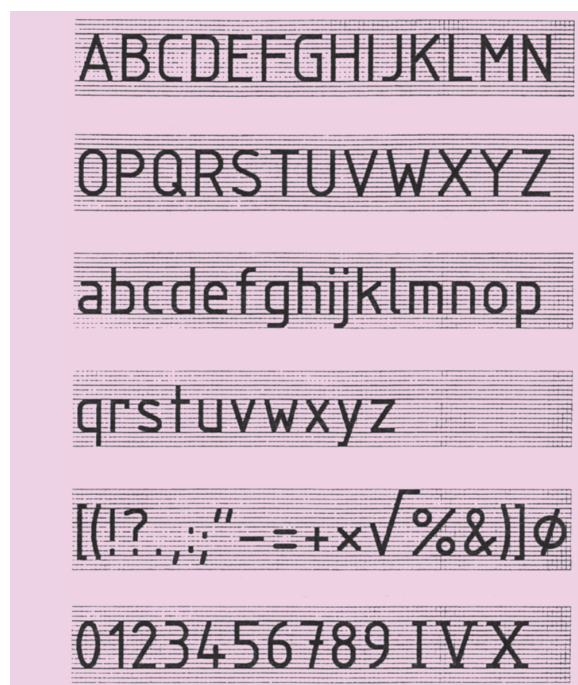 ABCDEFGHIJKLMN
OPQRSTUVWXYZ
abcdefghijklmnop
qrstuvwxyz
[(!?.,:;“-=+×√%&)]Ø
0123456789 IVX